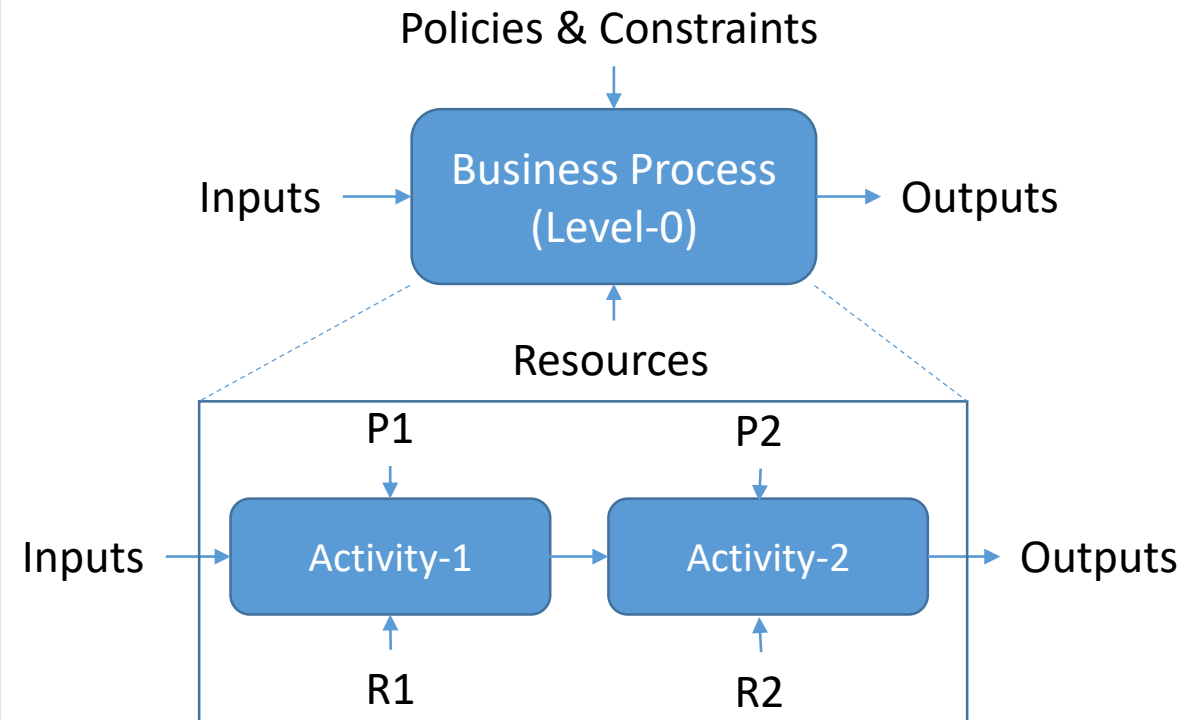 Policies & Constraints
Business Process
(Level-0)
Inputs
Outputs
Resources
P1
P2
Inputs
Activity-1
Activity-2
Outputs
R1
R2